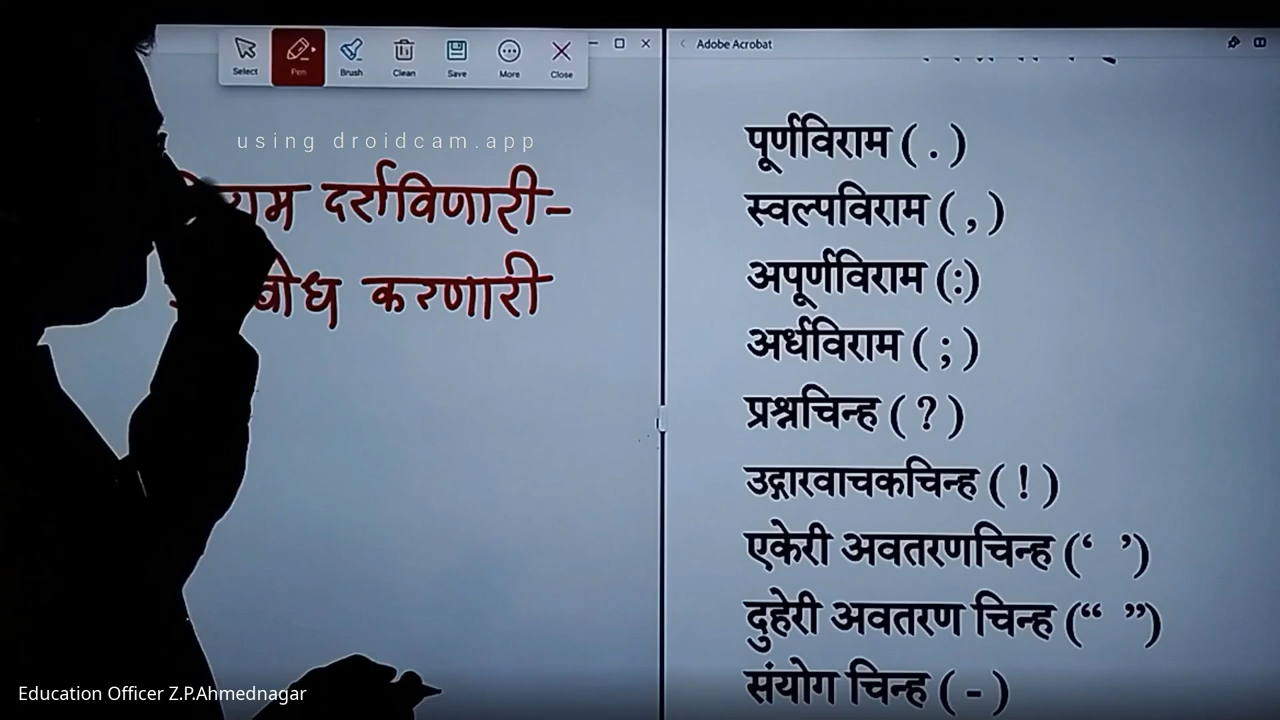 Select Pen Brush Clean Save More Close
Adobe Acrobat
using droidcam.app
दर्शविणारी-
करणारी
पूर्णविराम ( . )
स्वल्पविराम ( , )
अपूर्णविराम (:)
अर्धविराम ( ; )
प्रश्नचिन्ह ( ? )
उद्गारवाचकचिन्ह ( ! )
एकेरी अवतरणचिन्ह (‘ ’)
दुहेरी अवतरण चिन्ह (“ ”)
संयोग चिन्ह ( - )
Education Officer Z.P.Ahmednagar